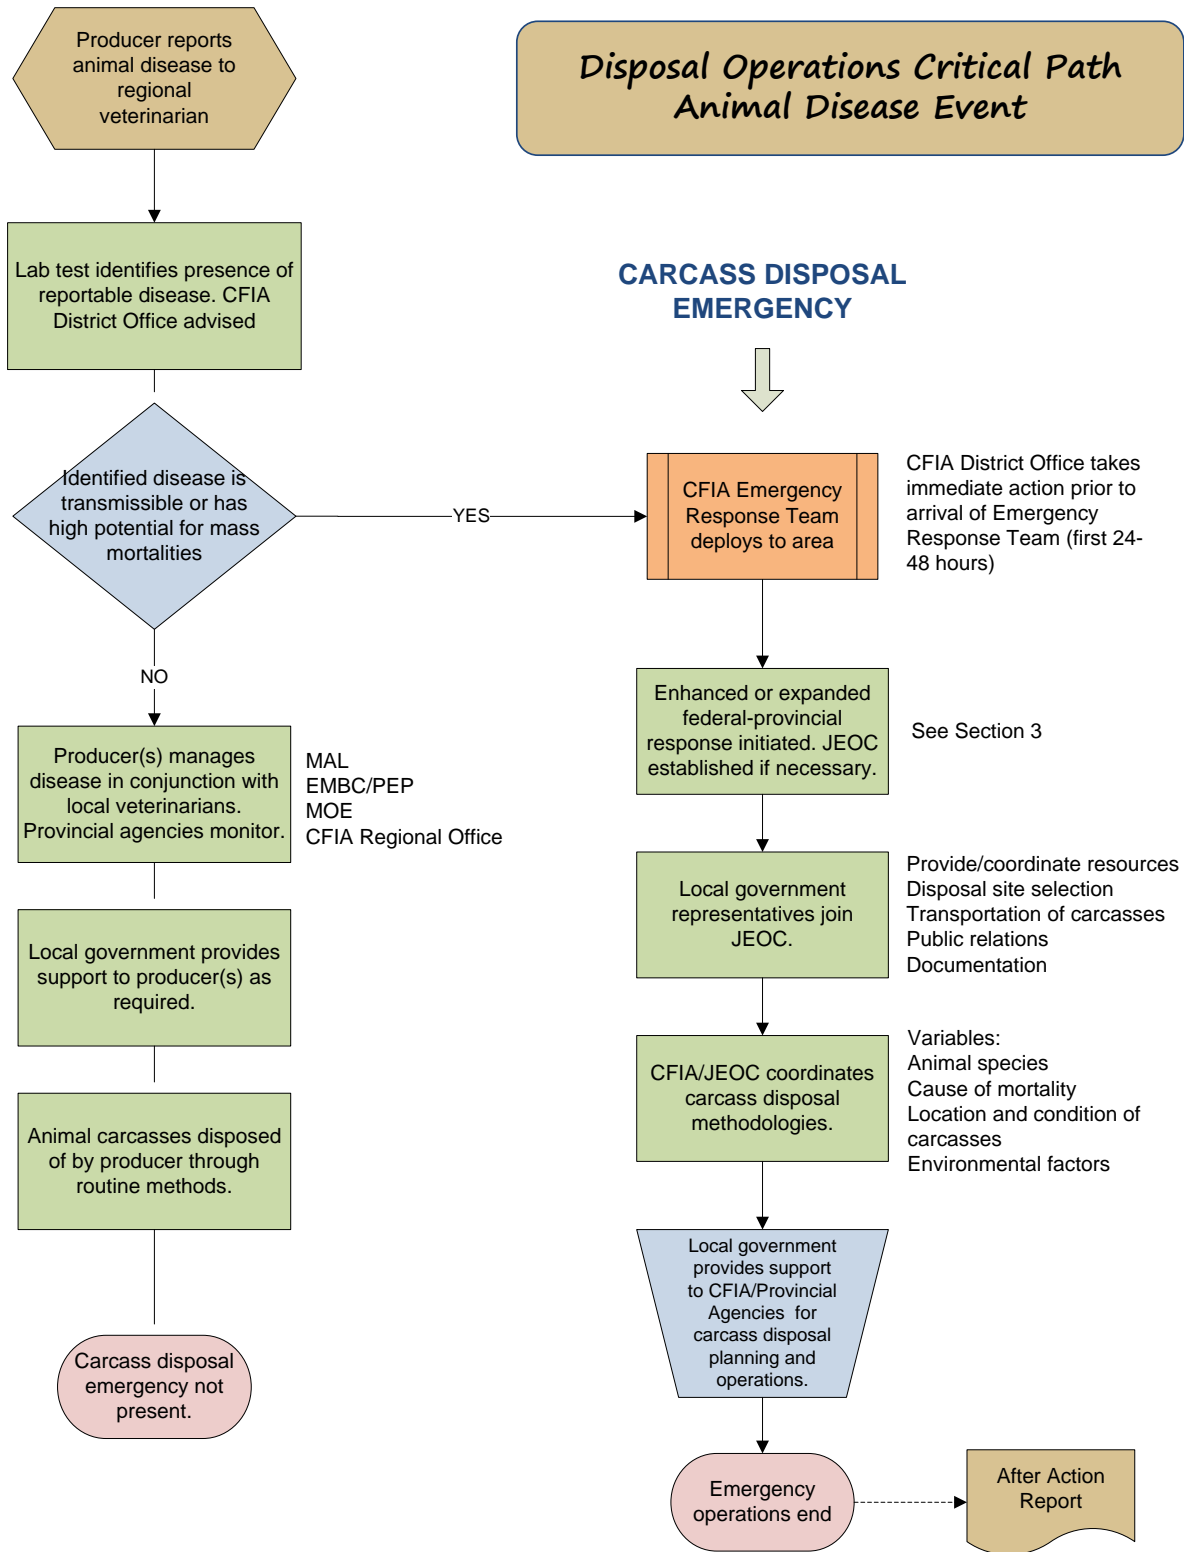 Producer reports
animal disease to
regional
veterinarian
Disposal Operations Critical Path
Animal Disease Event
Lab test identifies presence of
reportable disease. CFIA
District Office advised
CARCASS DISPOSAL
EMERGENCY
Identified disease is
transmissible or has
high potential for mass
mortalities
YES
CFIA Emergency
Response Team
deploys to area
CFIA District Office takes
immediate action prior to
arrival of Emergency
Response Team (first 24-
48 hours)
NO
Enhanced or expanded
federal-provincial
response initiated. JEOC
established if necessary.
See Section 3
Producer(s) manages
disease in conjunction with
local veterinarians.
Provincial agencies monitor.
MAL
EMBC/PEP
MOE
CFIA Regional Office
Local government
representatives join
JEOC.
Provide/coordinate resources
Disposal site selection
Transportation of carcasses
Public relations
Documentation
Local government provides
support to producer(s) as
required.
CFIA/JEOC coordinates
carcass disposal
methodologies.
Variables:
Animal species
Cause of mortality
Location and condition of
carcasses
Environmental factors
Animal carcasses disposed
of by producer through
routine methods.
Local government
provides support
to CFIA/Provincial
Agencies for
carcass disposal
planning and
operations.
Carcass disposal
emergency not
present.
Emergency
operations end
After Action
Report